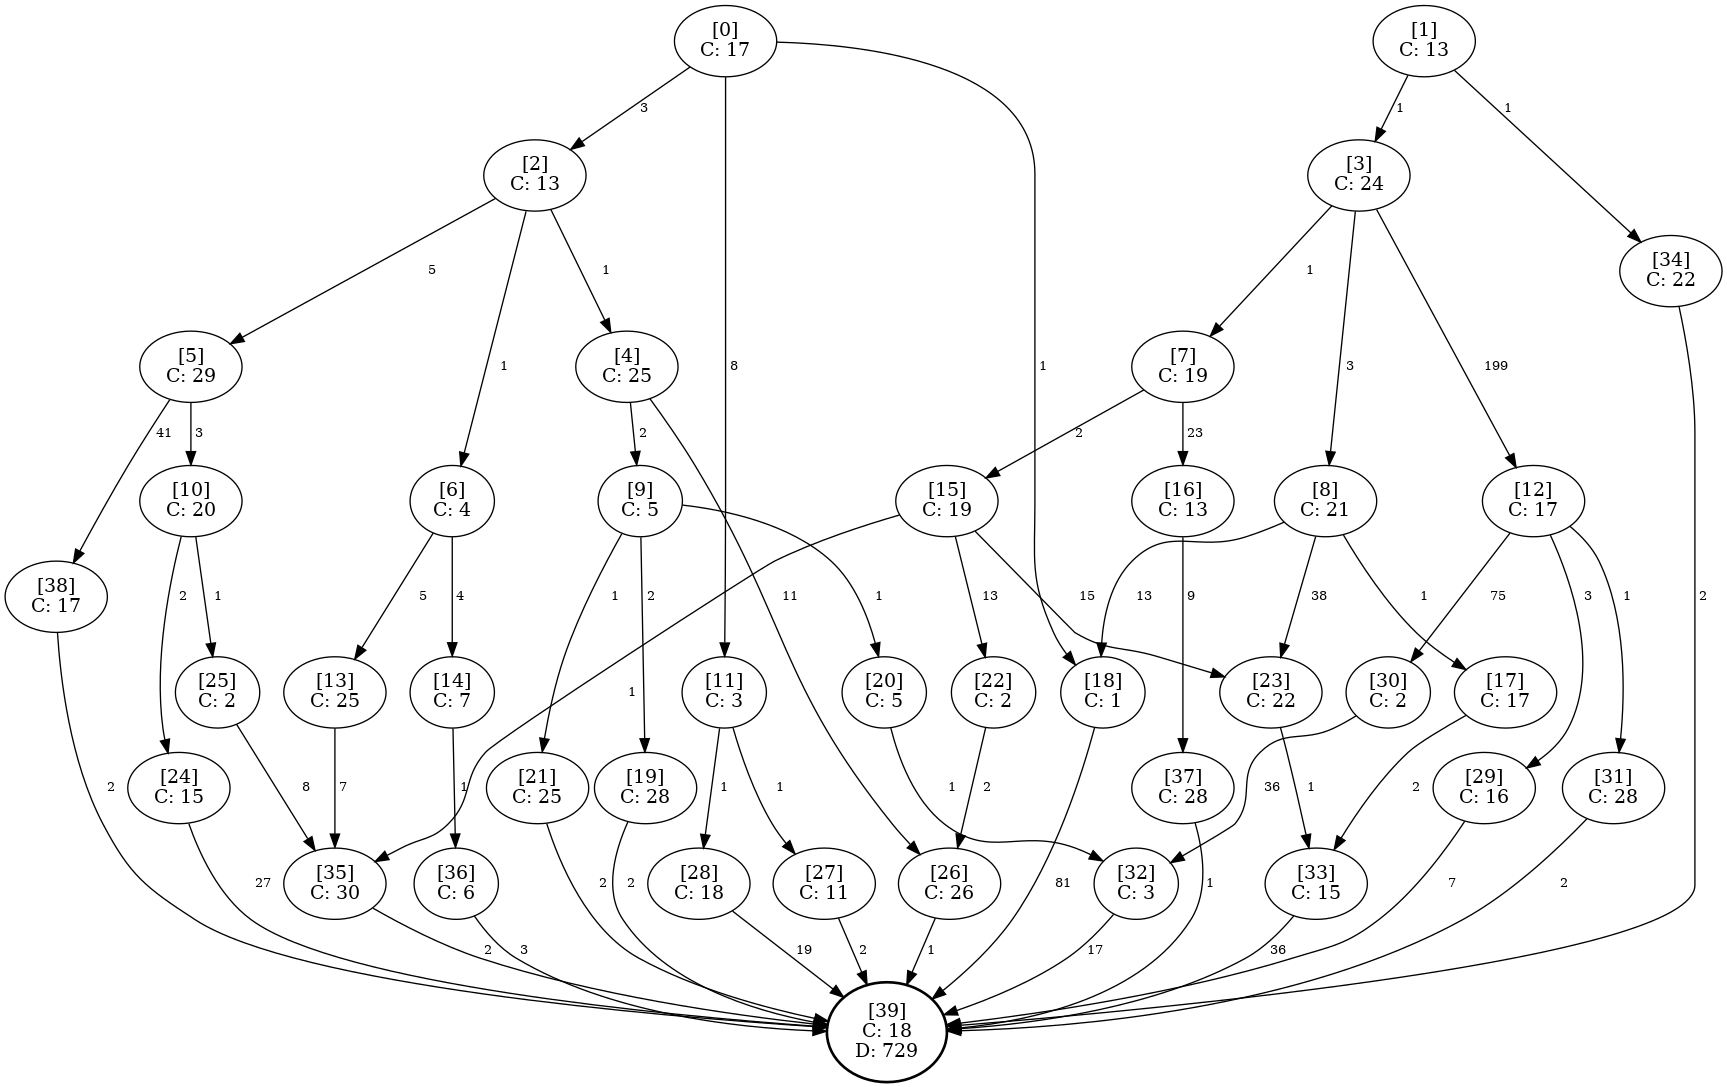 [0]
C: 17
[1]
C: 13
3
1
1
[2]
C: 13
[3]
C: 24
[34]
C: 22
5
1
1
1
[5]
C: 29
1
[4]
C: 25
8
1
[7]
C: 19
3
199
41
3
2
2
23
[10]
C: 20
[6]
C: 4
[9]
C: 5
[15]
C: 19
[16]
C: 13
[8]
C: 21
[12]
C: 17
[38]
C: 17
2
1
5
4
1
2
11
1
13
15
13
9
38
1
75
3
1
2
[25]
C: 2
[13]
C: 25
[14]
C: 7
1
[11]
C: 3
[20]
C: 5
[22]
C: 2
[18]
C: 1
[23]
C: 22
[30]
C: 2
[17]
C: 17
2
[24]
C: 15
8
7
1
[21]
C: 25
[19]
C: 28
1
1
1
2
[37]
C: 28
36
1
2
[29]
C: 16
[31]
C: 28
27
[35]
C: 30
[36]
C: 6
2
2
[28]
C: 18
[27]
C: 11
[26]
C: 26
81
[32]
C: 3
1
[33]
C: 15
7
2
2
3
19
2
1
17
36
[39]
C: 18
D: 729